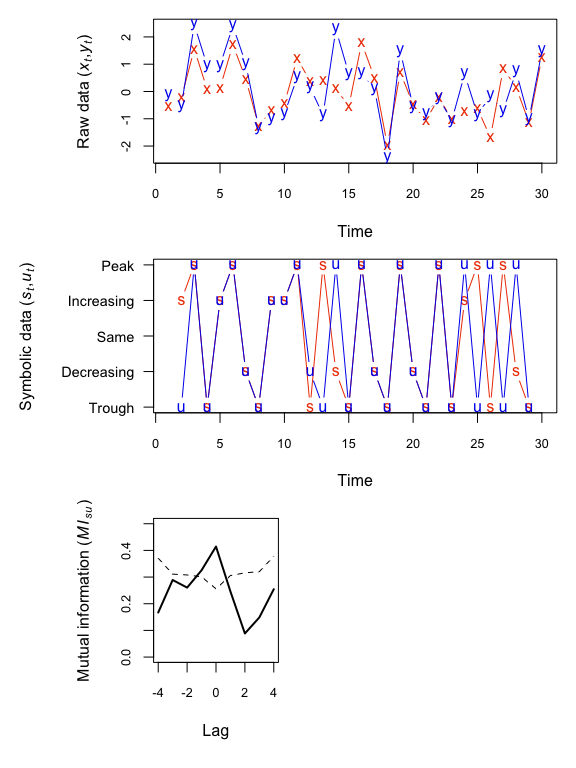 Raw data (x_t, y_t)
2
1
0
-1
-2
0 5 10 15 20 25 30
Time
Symbolic data (s_t, u_t)
Peak
Increasing
Same
Decreasing
Trough
0 5 10 15 20 25 30
Time
Mutual information (MI_su)
0.4
0.2
0.0
-4 -2 0 2 4
Lag